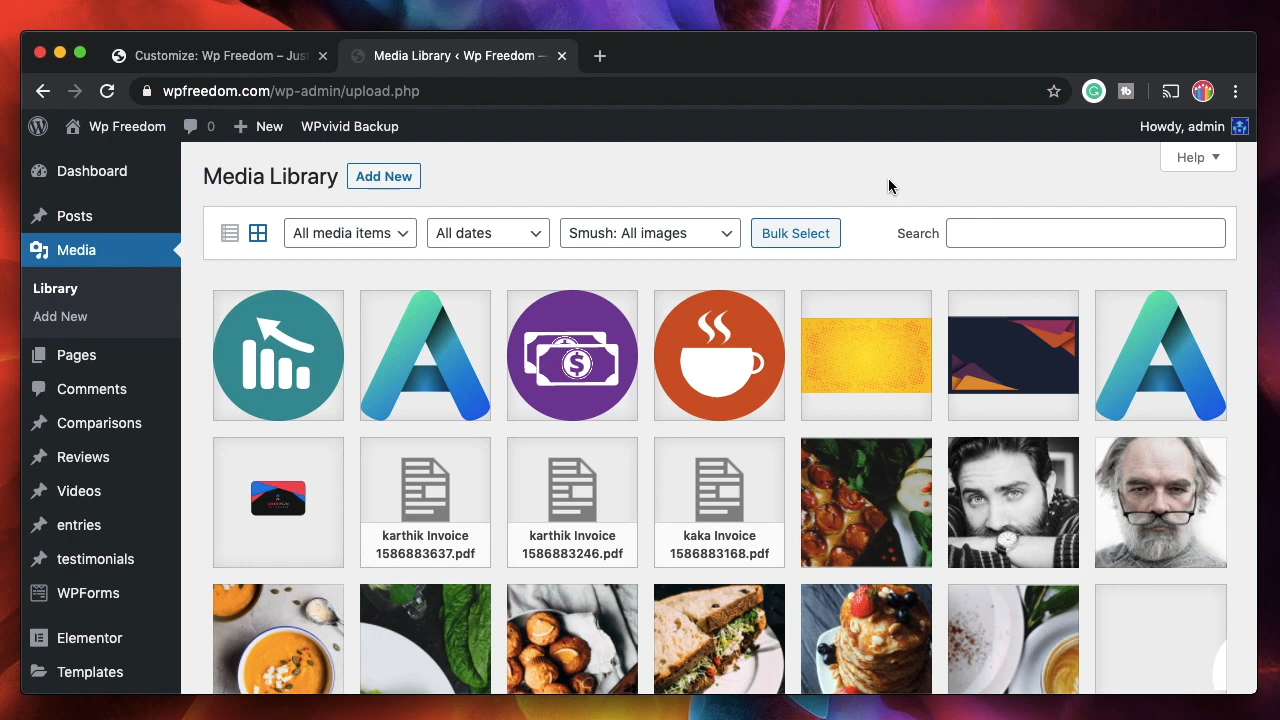 Customize: Wp Freedom – Jus
Media Library ‹ Wp Freedom —
wpfreedom.com/wp-admin/upload.php
Wp Freedom
0
New
WPvivid Backup
Howdy, admin
Dashboard
Posts
Media
Library
Add New
Pages
Comments
Comparisons
Reviews
Videos
entries
testimonials
WPForms
Elementor
Templates
Media Library
Add New
Help
All media items
All dates
Smush: All images
Bulk Select
Search
karthik Invoice
1586883637.pdf
karthik Invoice
1586883246.pdf
kaka Invoice
1586883168.pdf